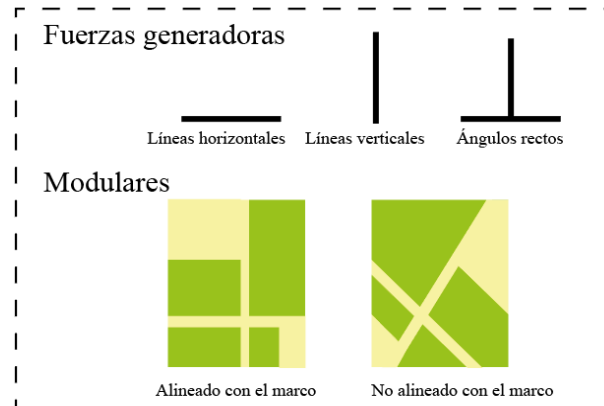 Fuerzas generadoras
Líneas horizontales
Líneas verticales
Ángulos rectos
Modulares
Alineado con el marco
No alineado con el marco